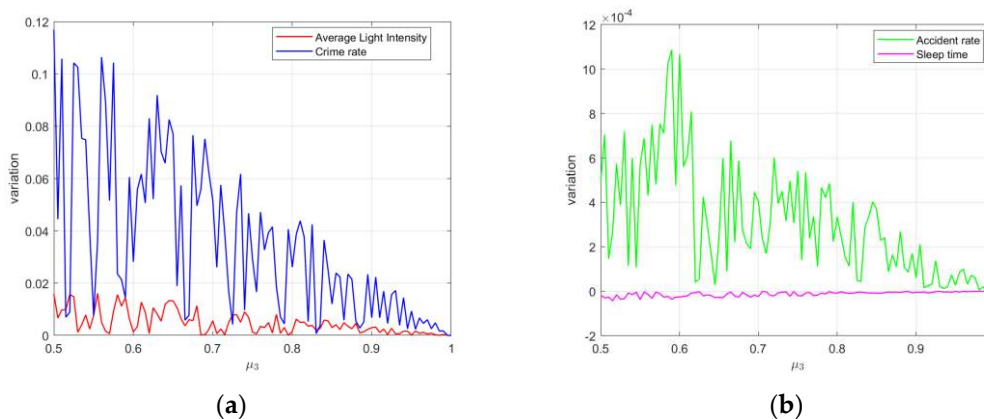 0.12
0.1
0.08
0.06
0.04
0.02
0
variation
0.5 0.6 0.7 0.8 0.9 1
μ₃
Average Light Intensity
Crime rate
(a)
×10⁻⁴
12
10
8
6
4
2
0
-2
variation
0.5 0.6 0.7 0.8 0.9
μ₃
Accident rate
Sleep time
(b)